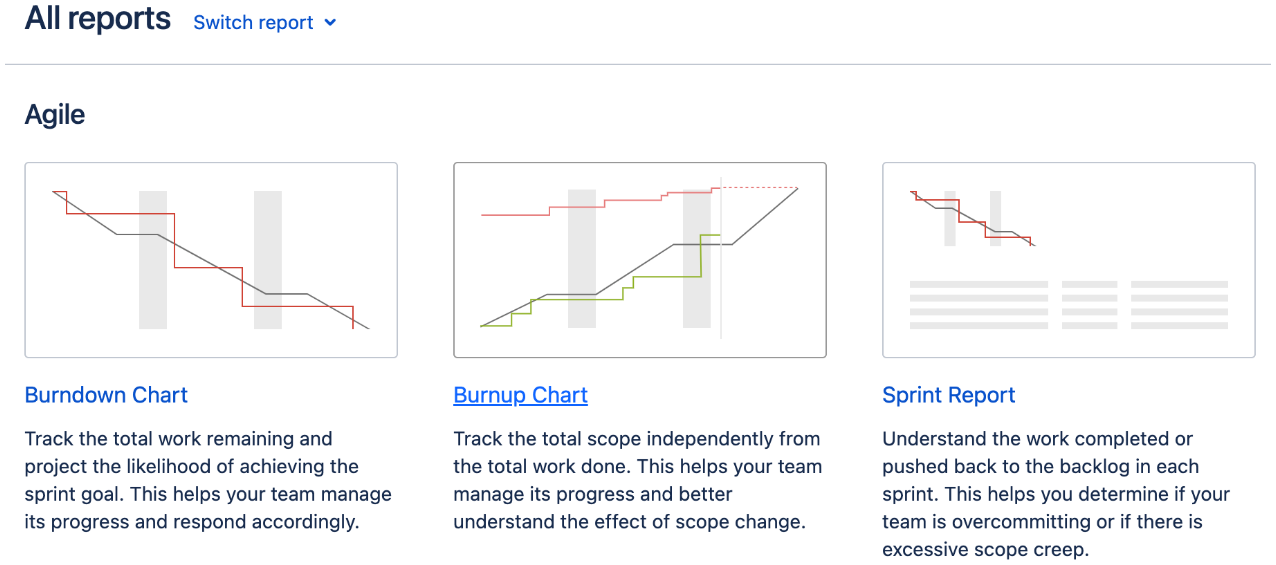 All reports
Switch report
Agile
Burndown Chart
Track the total work remaining and
project the likelihood of achieving the
sprint goal. This helps your team manage
its progress and respond accordingly.
Burnup Chart
Track the total scope independently from
the total work done. This helps your team
manage its progress and better
understand the effect of scope change.
Sprint Report
Understand the work completed or
pushed back to the backlog in each
sprint. This helps you determine if your
team is overcommitting or if there is
excessive scope creep.